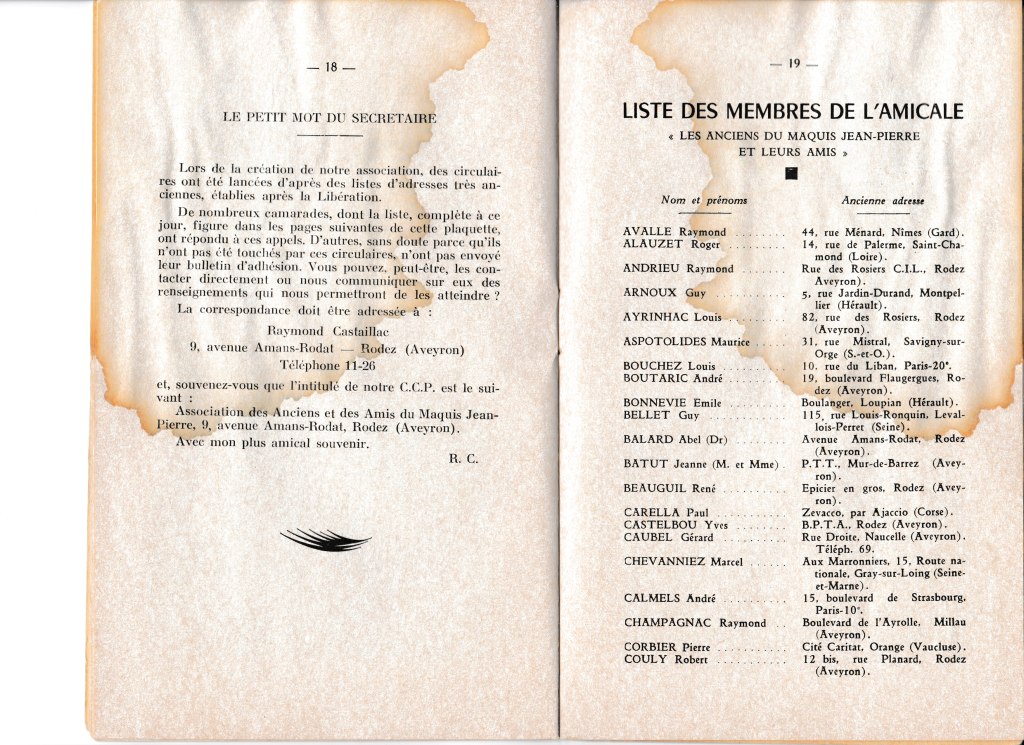 — 18 —
LE PETIT MOT DU SECRETAIRE
Lors de la création de notre association, des circulai-
res ont été lancées d'après des listes d'adresses très an-
ciennes, établies après la Libération.
De nombreux camarades, dont la liste, complète à ce
jour, figure dans les pages suivantes de cette plaquette,
ont répondu à ces appels. D'autres, sans doute parce qu'ils
n'ont pas été touchés par ces circulaires, n'ont pas envoyé
leur bulletin d'adhésion. Vous pouvez, peut-être, les con-
tacter directement ou nous communiquer sur eux des
renseignements qui nous permettront de les atteindre ?
La correspondance doit être adressée à :
Raymond Castaillac
9, avenue Amans-Rodat — Rodez (Aveyron)
Téléphone 11-26
et, souvenez-vous que l'intitulé de notre C.C.P. est le sui-
vant :
Association des Anciens et des Amis du Maquis Jean-
Pierre, 9, avenue Amans-Rodat, Rodez (Aveyron).
Avec mon plus amical souvenir.
R. C.
— 19 —
LISTE DES MEMBRES DE L'AMICALE
« LES ANCIENS DU MAQUIS JEAN-PIERRE
ET LEURS AMIS »
Nom et prénoms Ancienne adresse
AVALLE Raymond ........ 44, rue Ménard, Nîmes (Gard).
ALAUZET Roger ......... 14, rue de Palerme, Saint-Cha-
mond (Loire).
ANDRIEU Raymond ....... Rue des Rosiers C.I.L., Rodez
Aveyron).
ARNOUX Guy ........... 5, rue Jardin-Durand, Montpel-
lier (Hérault).
AYRINHAC Louis ......... 82, rue des Rosiers, Rodez
(Aveyron).
ASPOTOLIDES Maurice ..... 31, rue Mistral, Savigny-sur-
Orge (S.-et-O.).
BOUCHEZ Louis .......... 10, rue du Liban, Paris-20°.
BOUTARIC André ......... 19, boulevard Flaugergues, Ro-
dez (Aveyron).
BONNEVIE Emile ......... Boulanger, Loupian (Hérault).
BELLET Guy ............ 115, rue Louis-Ronquin, Leval-
lois-Perret (Seine).
BALARD Abel (Dr) ........ Avenue Amans-Rodat, Rodez
(Aveyron).
BATUT Jeanne (M. et Mme) . P.T.T., Mur-de-Barrez (Avey-
ron).
BEAUGUIL René .......... Epicier en gros, Rodez (Avey-
ron).
CARELLA Paul ........... Zevacco, par Ajaccio (Corse).
CASTELBOU Yves ........ B.P.T.A., Rodez (Aveyron).
CAUBEL Gérard .......... Rue Droite, Naucelle (Aveyron).
Téléph. 69.
CHEVANNIEZ Marcel ...... Aux Marronniers, 15, Route na-
tionale, Gray-sur-Loing (Seine-
et-Marne).
CALMELS André .......... 15, boulevard de Strasbourg,
Paris-10°.
CHAMPAGNAC Raymond .. Boulevard de l'Ayrolle, Millau
(Aveyron).
CORBIER Pierre ........... Cité Caritat, Orange (Vaucluse).
COULY Robert ........... 12 bis, rue Planard, Rodez
(Aveyron).